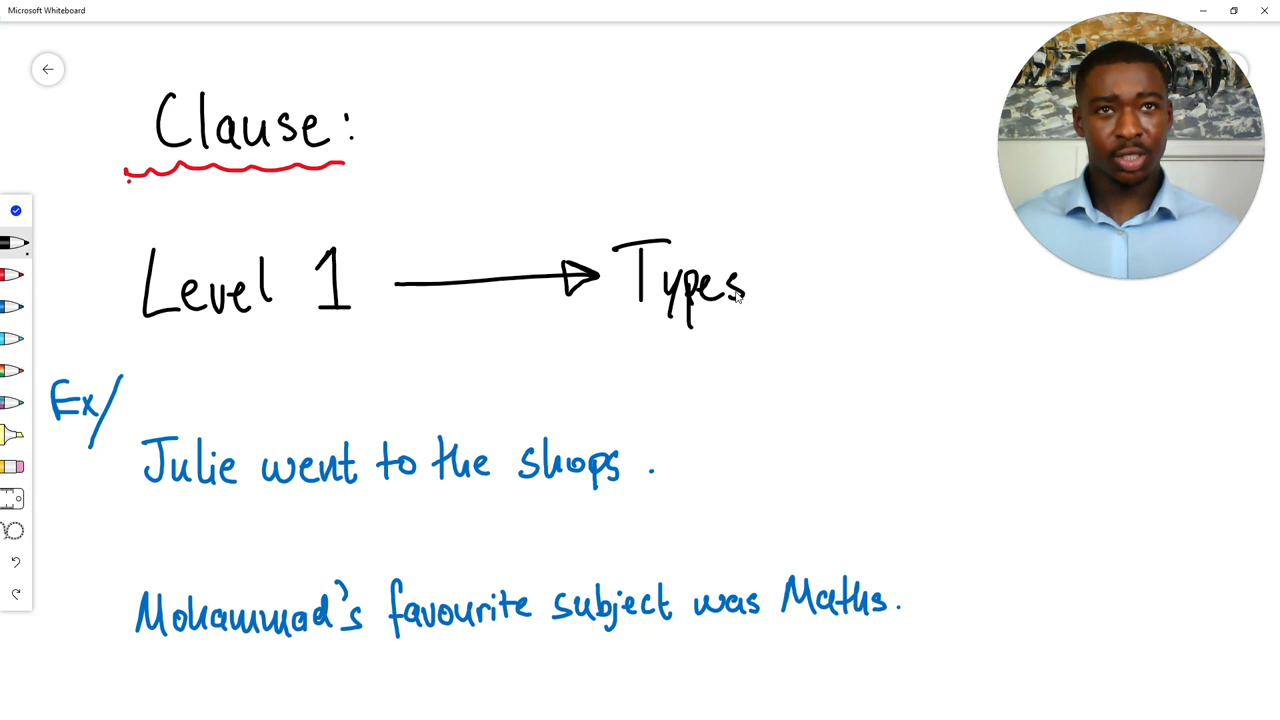 Microsoft Whiteboard
Clause:
Level 1 → Types
Ex/
Julie went to the shops.
Mohammad's favourite subject was Maths.